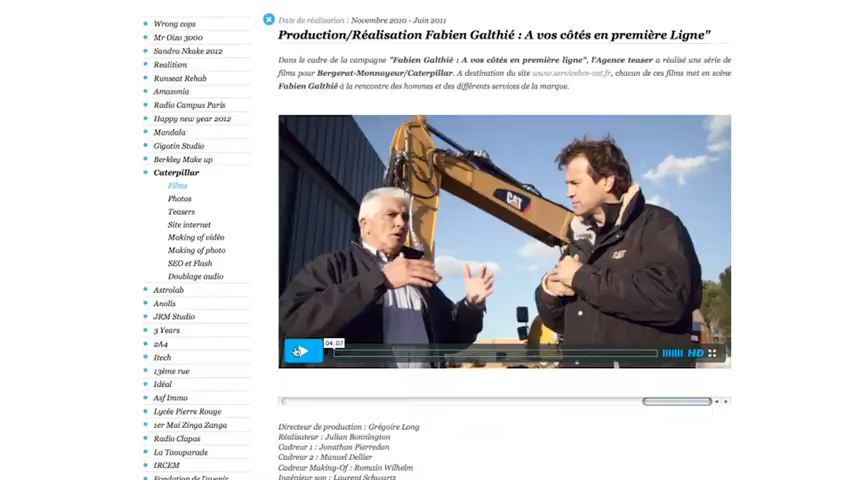 Wrong cops
Mr Oizo 3000
Sandra Nkake 2012
Realitism
Runseat Rehab
Amazonia
Radio Campus Paris
Happy new year 2012
Mandala
Gigotin Studio
Berkley Make up
Caterpillar
Films
Photos
Teasers
Site internet
Making of vidéo
Making of photo
SEO et Flash
Doublage audio
Astrolab
Anolis
JRM Studio
3 Years
2A4
Itech
13ème rue
Idéal
Asf Immo
Lycée Pierre Rouge
1er Mai Zinga Zanga
Radio Clapas
La Taouparade
IRCEM
Fondation de l'avenir
Date de réalisation : Novembre 2010 - Juin 2011
Production/Réalisation Fabien Galthié : A vos côtés en première Ligne"
Dans le cadre de la campagne "Fabien Galthié : A vos côtés en première ligne", l'Agence teaser a réalisé une série de
films pour Bergerat-Monnoyeur/Caterpillar. A destination du site www.servicebm-cat.fr, chacun de ces films met en scène
Fabien Galthié à la rencontre des hommes et des différents services de la marque.
CAT
CAT
04:07
HD
Directeur de production : Grégoire Long
Réalisateur : Julian Bonnington
Cadreur 1 : Jonathan Pierredon
Cadreur 2 : Manuel Dellier
Cadreur Making-Of : Romain Wilhelm
Ingénieur son : Laurent Schwartz